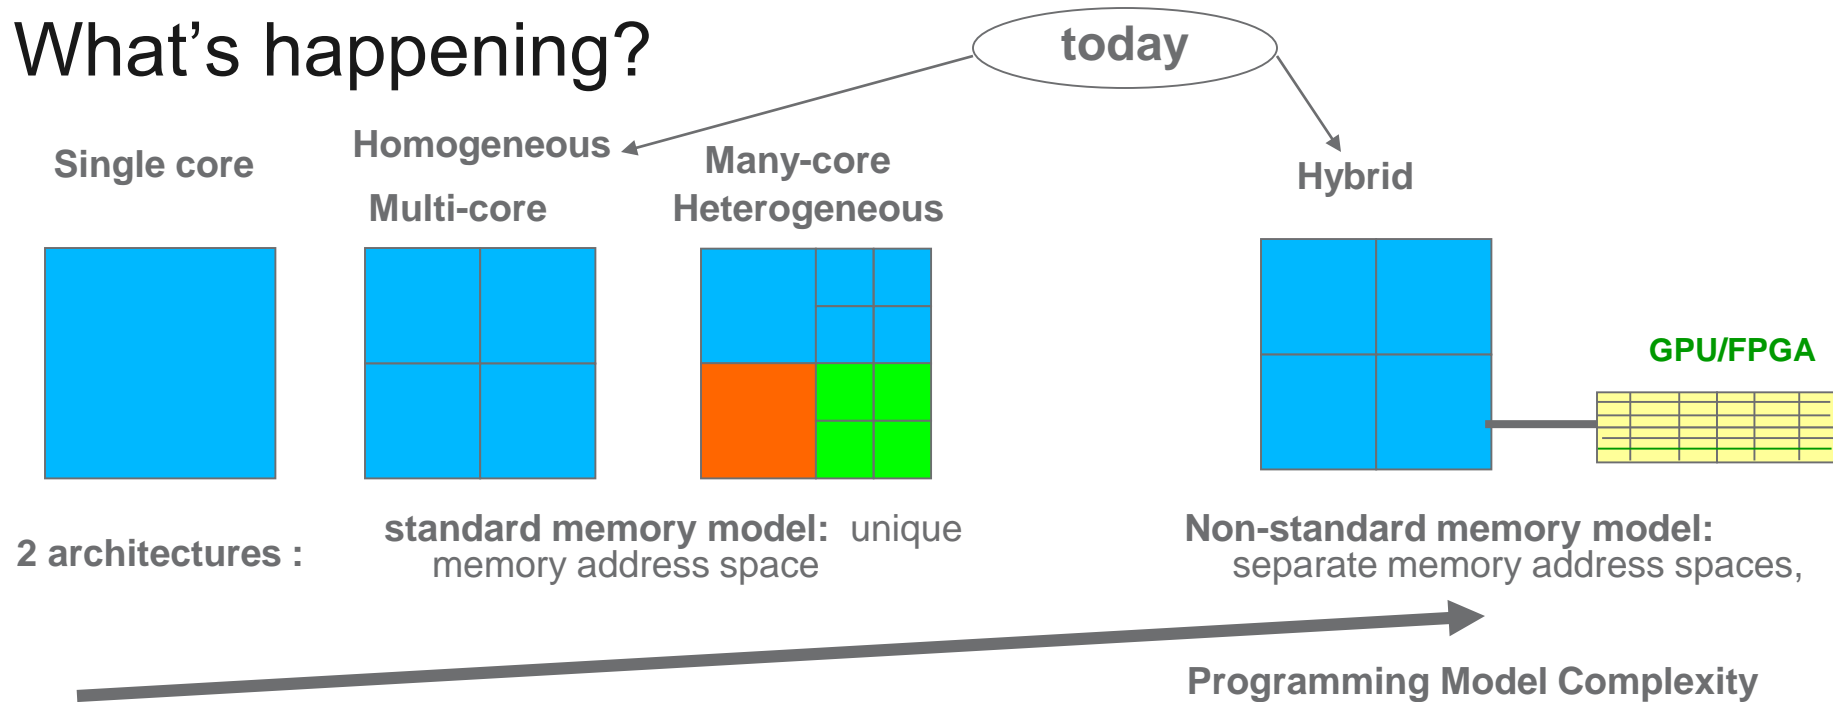 What's happening?
today
Single core
Homogeneous
Multi-core
Many-core
Heterogeneous
Hybrid
GPU/FPGA
2 architectures :
standard memory model: unique
memory address space
Non-standard memory model:
separate memory address spaces,
Programming Model Complexity